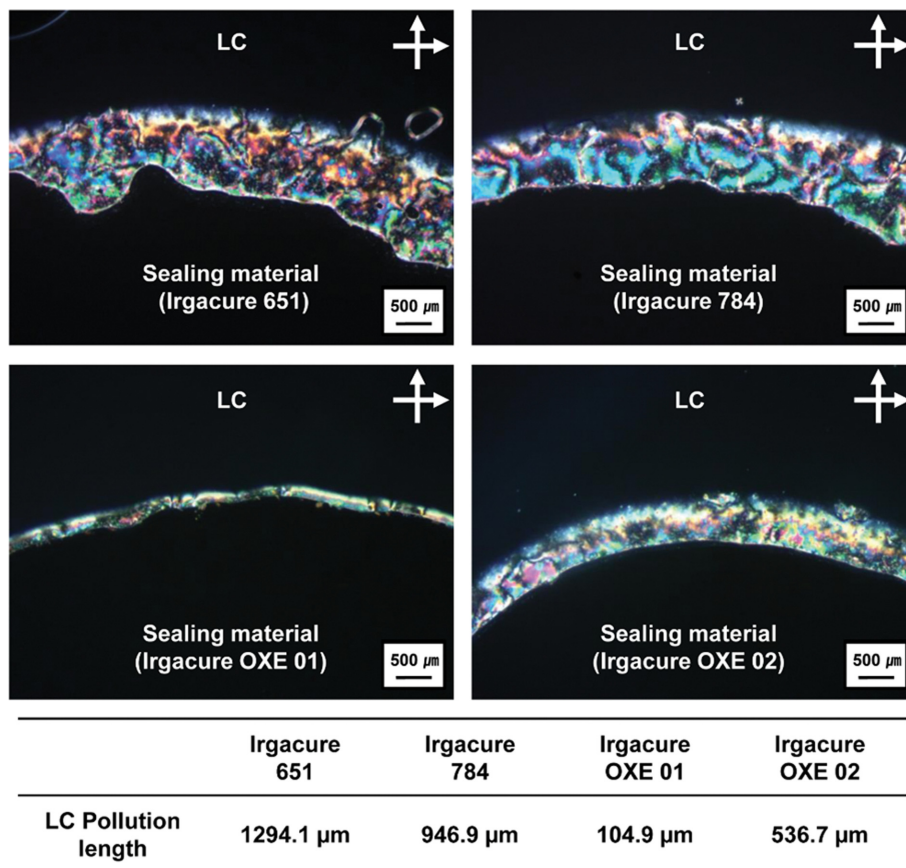 LC
Sealing material
(Irgacure 651)
500 µm
LC
Sealing material
(Irgacure 784)
500 µm
LC
Sealing material
(Irgacure OXE 01)
500 µm
LC
Sealing material
(Irgacure OXE 02)
500 µm
Irgacure 651 Irgacure 784 Irgacure OXE 01 Irgacure OXE 02
LC Pollution length 1294.1 µm 946.9 µm 104.9 µm 536.7 µm